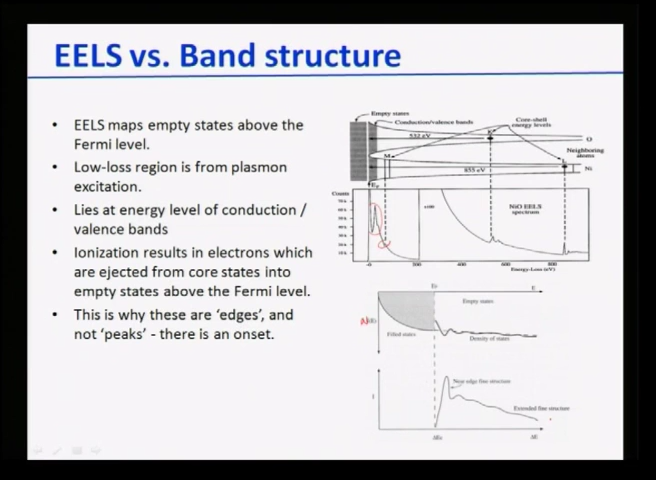 EELS vs. Band structure
• EELS maps empty states above the
Fermi level.
• Low-loss region is from plasmon
excitation.
• Lies at energy level of conduction /
valence bands
• Ionization results in electrons which
are ejected from core states into
empty states above the Fermi level.
• This is why these are ‘edges’, and
not ‘peaks’ - there is an onset.
Empty states
Conduction/valence bands
Core-shell
energy levels
532 eV
K
O
M
L
Neighboring
atoms
855 eV
Ni
E_F
Counts
x100
NiO EELS
spectrum
0
200
400
600
800
Energy-Loss (eV)
E
Empty states
Filled states
Density of states
I
Near edge fine structure
Extended fine structure
ΔE